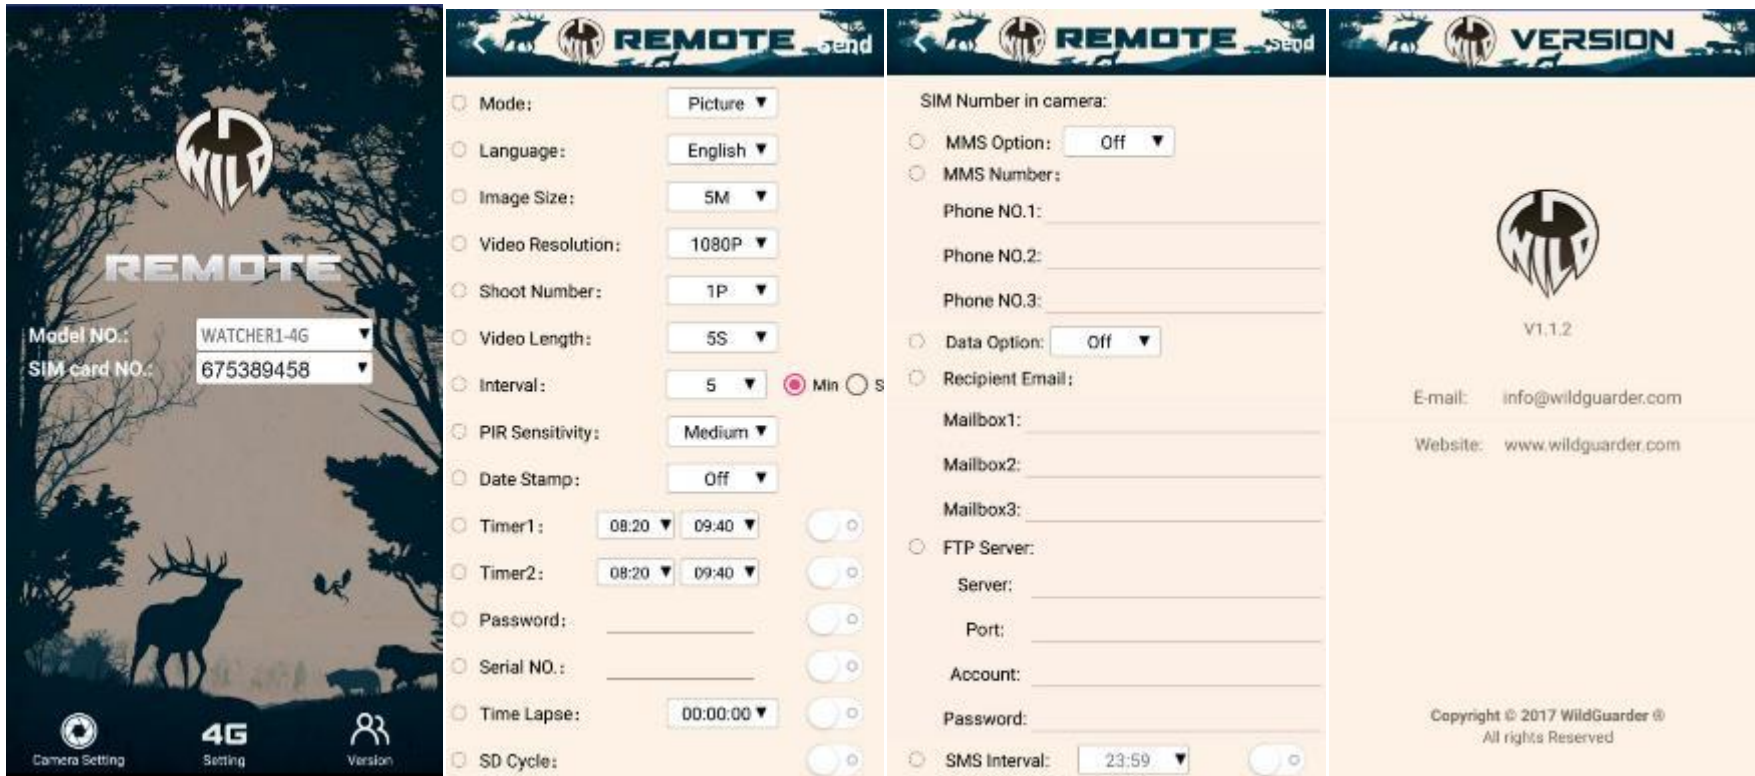 WILD
REMOTE
Model NO.: WATCHER1-4G
SIM card NO.: 675389458
Camera Setting
4G
Setting
Version
WILD REMOTE Send
Mode: Picture
Language: English
Image Size: 5M
Video Resolution: 1080P
Shoot Number: 1P
Video Length: 5S
Interval: 5 Min S
PIR Sensitivity: Medium
Date Stamp: Off
Timer1: 08:20 09:40
Timer2: 08:20 09:40
Password:
Serial NO.:
Time Lapse: 00:00:00
SD Cycle:
WILD REMOTE Send
SIM Number in camera:
MMS Option: Off
MMS Number:
Phone NO.1:
Phone NO.2:
Phone NO.3:
Data Option: Off
Recipient Email:
Mailbox1:
Mailbox2:
Mailbox3:
FTP Server:
Server:
Port:
Account:
Password:
SMS Interval: 23:59
WILD VERSION
WILD
V1.1.2
E-mail: info@wildguarder.com
Website: www.wildguarder.com
Copyright © 2017 WildGuarder ®
All rights Reserved